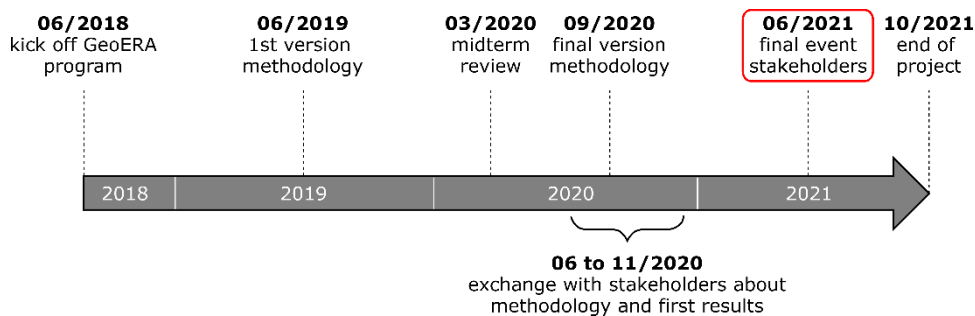 06/2018
kick off GeoERA
program
06/2019
1st version
methodology
03/2020
midterm
review
09/2020
final version
methodology
06/2021
final event
stakeholders
10/2021
end of
project
2018
2019
2020
2021
06 to 11/2020
exchange with stakeholders about
methodology and first results